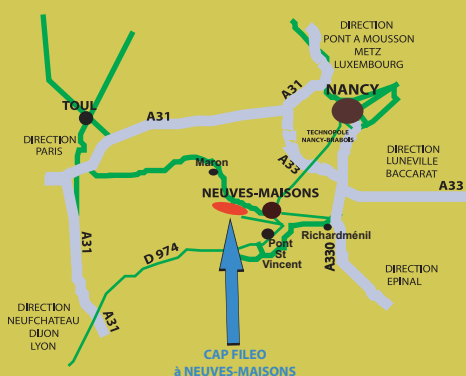 DIRECTION
PONT A MOUSSON
METZ
LUXEMBOURG
A31
NANCY
TOUL
A31
TECHNOPÔLE
NANCY-BRABOIS
DIRECTION
PARIS
Maron
A33
DIRECTION
LUNEVILLE
BACCARAT
A33
NEUVES-MAISONS
A31
D 974
Pont
St
Vincent
Richardménil
A330
DIRECTION
EPINAL
DIRECTION
NEUFCHATEAU
DIJON
LYON
A31
CAP FILEO
à NEUVES-MAISONS